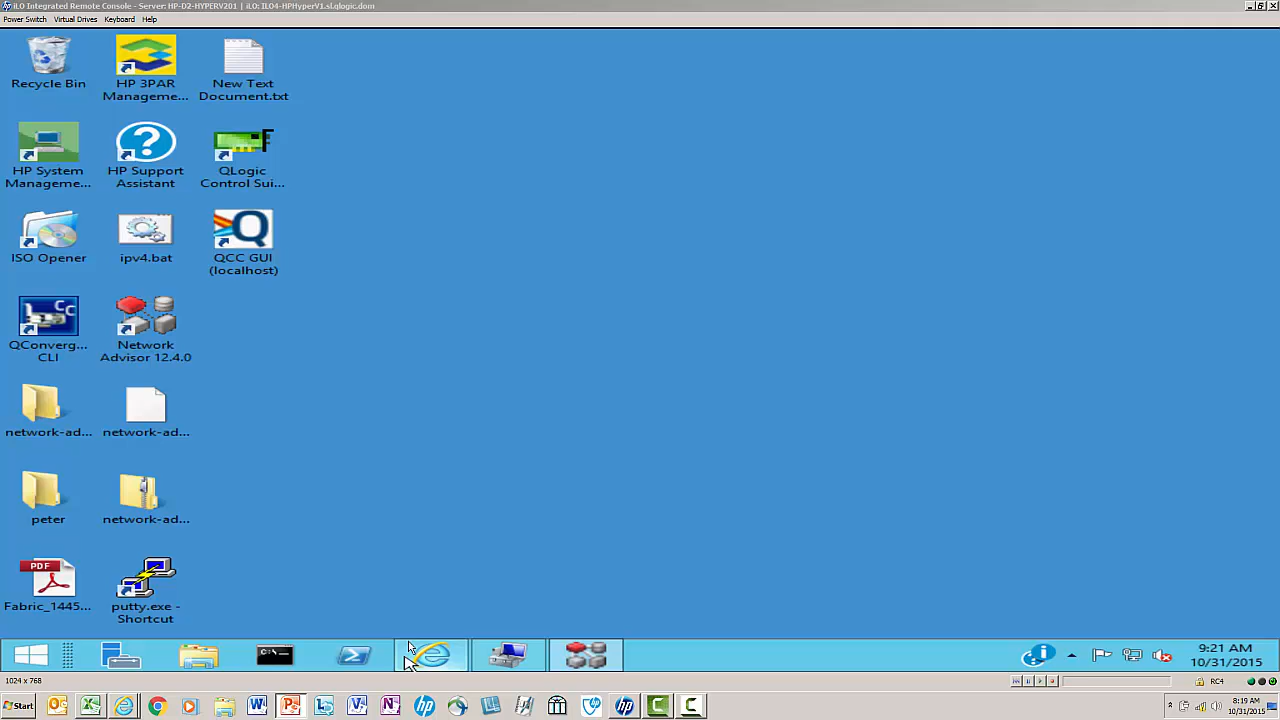 iLO Integrated Remote Console - Server: HP-D2-HYPERV201 | iLO: ILO4-HPHyperV1.sl.qlogic.dom
Power Switch Virtual Drives Keyboard Help
Recycle Bin
HP 3PAR
Manageme...
New Text
Document.txt
HP System
Manageme...
HP Support
Assistant
F
QLogic
Control Sui...
ISO Opener
ipv4.bat
QCC GUI
(localhost)
CC
QConverg...
CLI
Network
Advisor 12.4.0
network-ad...
network-ad...
peter
network-ad...
PDF
Fabric_1445...
putty.exe -
Shortcut
C:\-
9:21 AM
10/31/2015
1024 x 768
RC4
Start
8:19 AM
10/31/2015